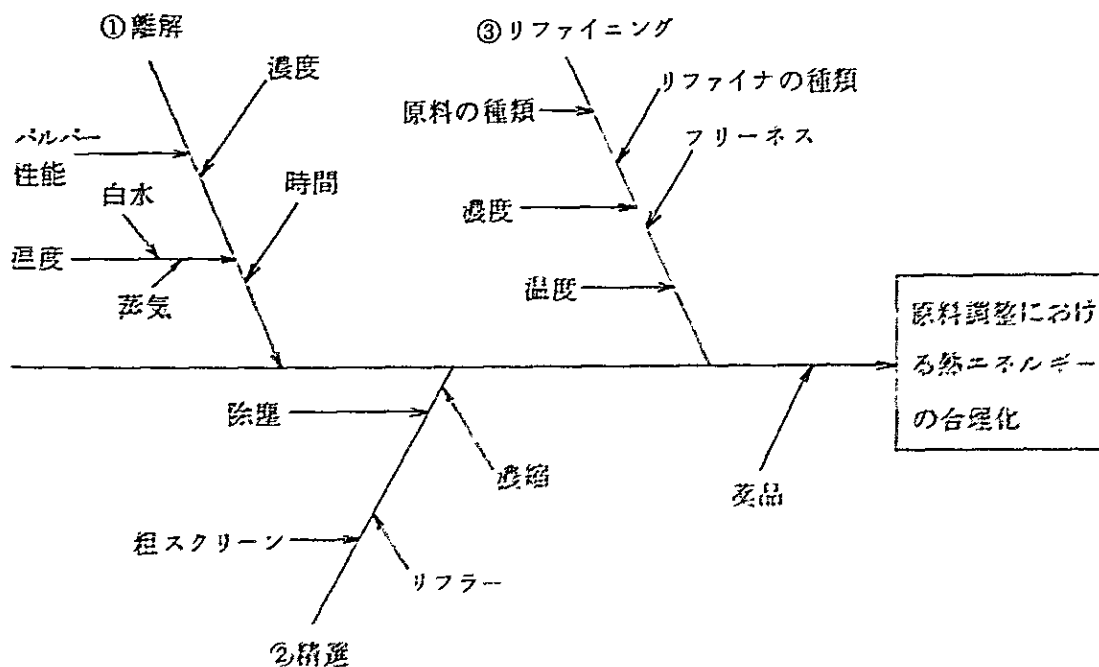 ①離解
③リファイニング
濃度
リファイナの種類
原料の種類
フリーネス
パルパー
性能
時間
白水
濃度
温度
蒸気
温度
原料調整におけ
る熱エネルギー
の合理化
除塵
濃縮
薬品
粗スクリーン
リフラー
②精選